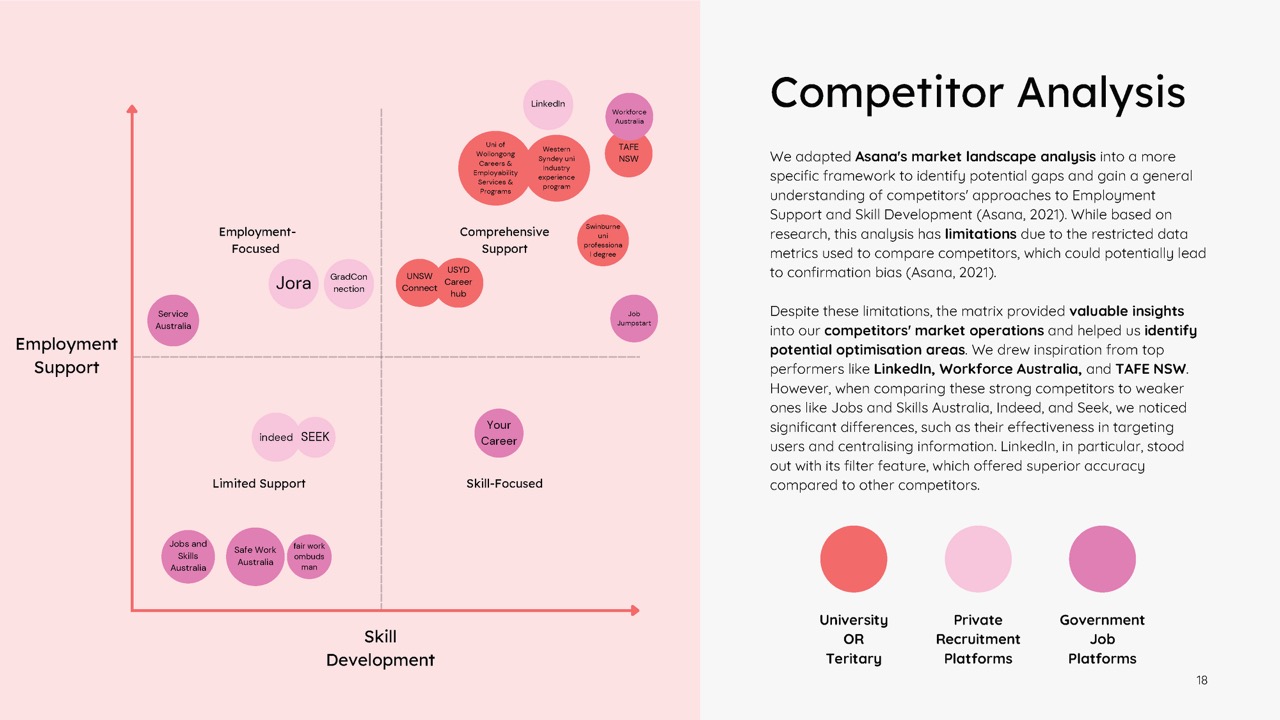 LinkedIn
Workforce
Australia
TAFE
NSW
Uni of
Wollongong
Careers &
Employability
Services &
Programs
Western
Syndey uni
industry
experience
program
Employment-
Focused
Comprehensive
Support
Swinburne
uni
professiona
l degree
Jora
GradCon
nection
UNSW
Connect
USYD
Career
hub
Service
Australia
Job
Jumpstart
Employment
Support
indeed
SEEK
Your
Career
Limited Support
Skill-Focused
Jobs and
Skills
Australia
Safe Work
Australia
fair work
ombuds
man
Skill
Development
Competitor Analysis
We adapted Asana's market landscape analysis into a more
specific framework to identify potential gaps and gain a general
understanding of competitors' approaches to Employment
Support and Skill Development (Asana, 2021). While based on
research, this analysis has limitations due to the restricted data
metrics used to compare competitors, which could potentially lead
to confirmation bias (Asana, 2021).
Despite these limitations, the matrix provided valuable insights
into our competitors' market operations and helped us identify
potential optimisation areas. We drew inspiration from top
performers like LinkedIn, Workforce Australia, and TAFE NSW.
However, when comparing these strong competitors to weaker
ones like Jobs and Skills Australia, Indeed, and Seek, we noticed
significant differences, such as their effectiveness in targeting
users and centralising information. LinkedIn, in particular, stood
out with its filter feature, which offered superior accuracy
compared to other competitors.
University
OR
Teritary
Private
Recruitment
Platforms
Government
Job
Platforms
18